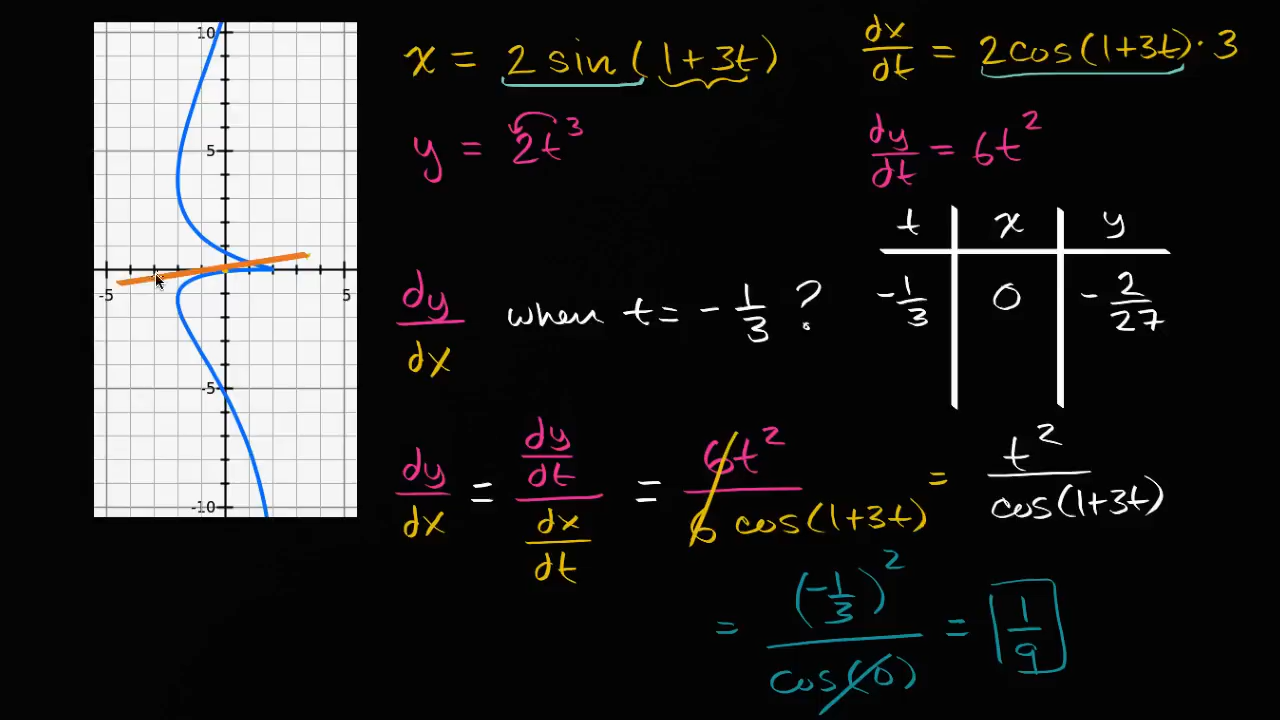 x = 2 sin(1+3t)
dx/dt = 2cos(1+3t)·3
y = 2t³
dy/dt = 6t²
t x y
-1/3 0 -2/27
dy/dx when t = -1/3 ?
dy/dx = (dy/dt)/(dx/dt) = 6t²/(6 cos(1+3t)) = t²/cos(1+3t)
= (-1/3)²/cos(0) = 1/9
10
5
-5 5
-5
-10